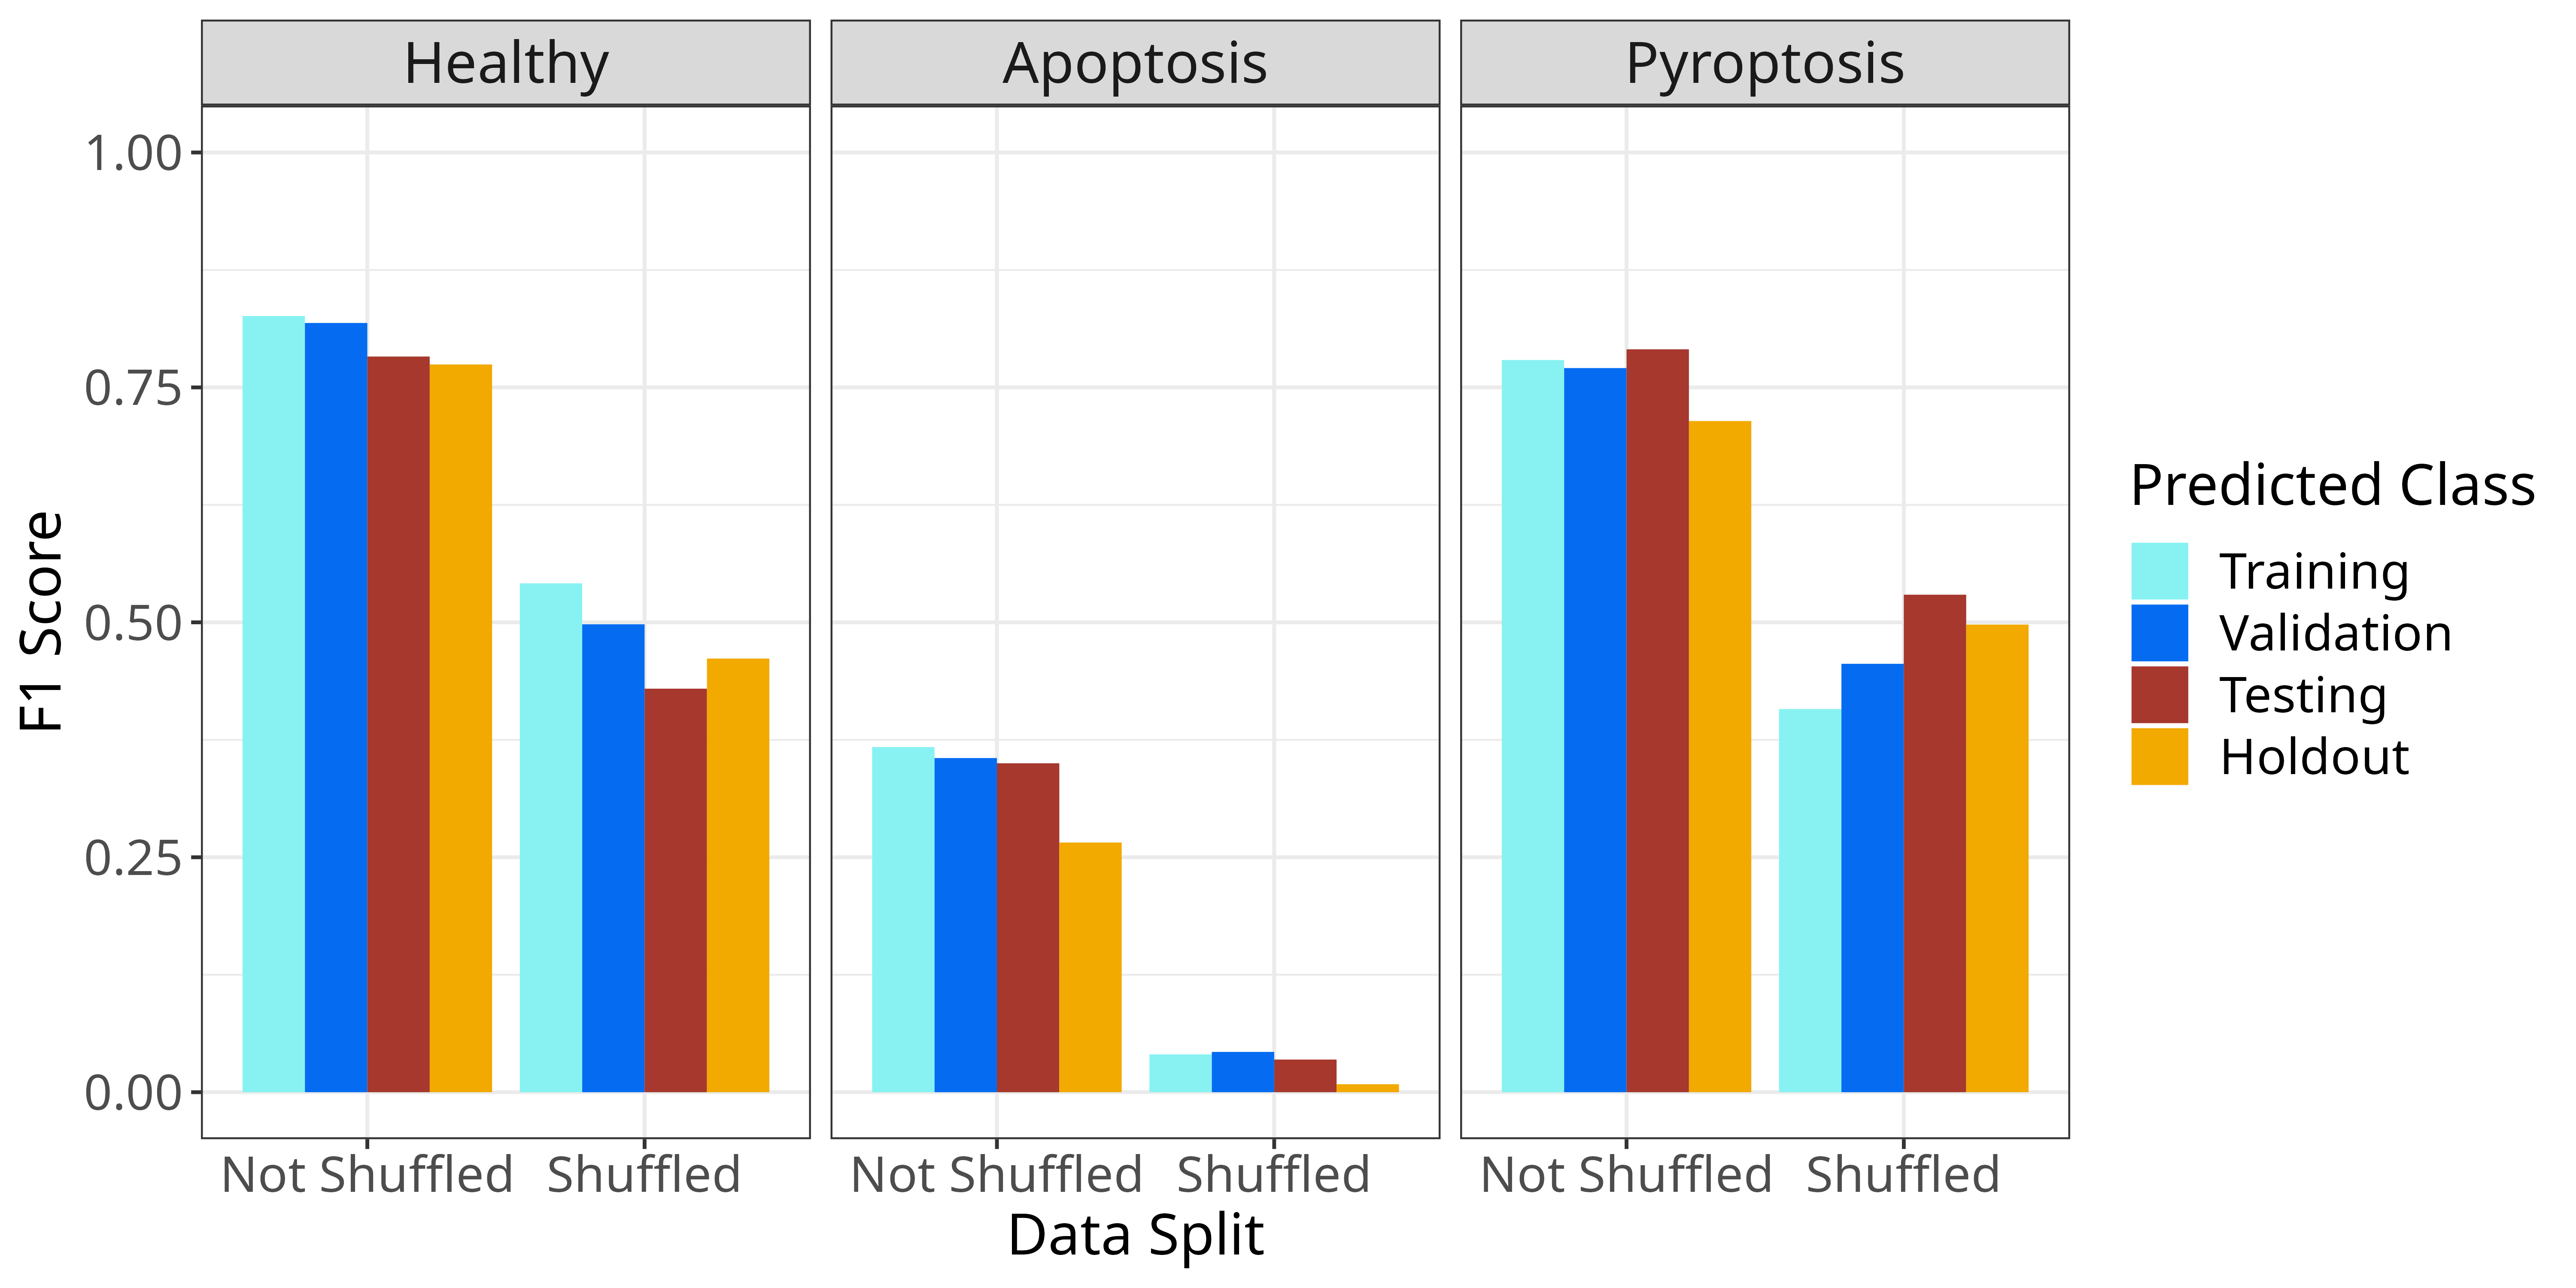 Healthy
Apoptosis
Pyroptosis
F1 Score
1.00
0.75
0.50
0.25
0.00
Not Shuffled
Shuffled
Not Shuffled
Shuffled
Not Shuffled
Shuffled
Data Split
Predicted Class
Training
Validation
Testing
Holdout